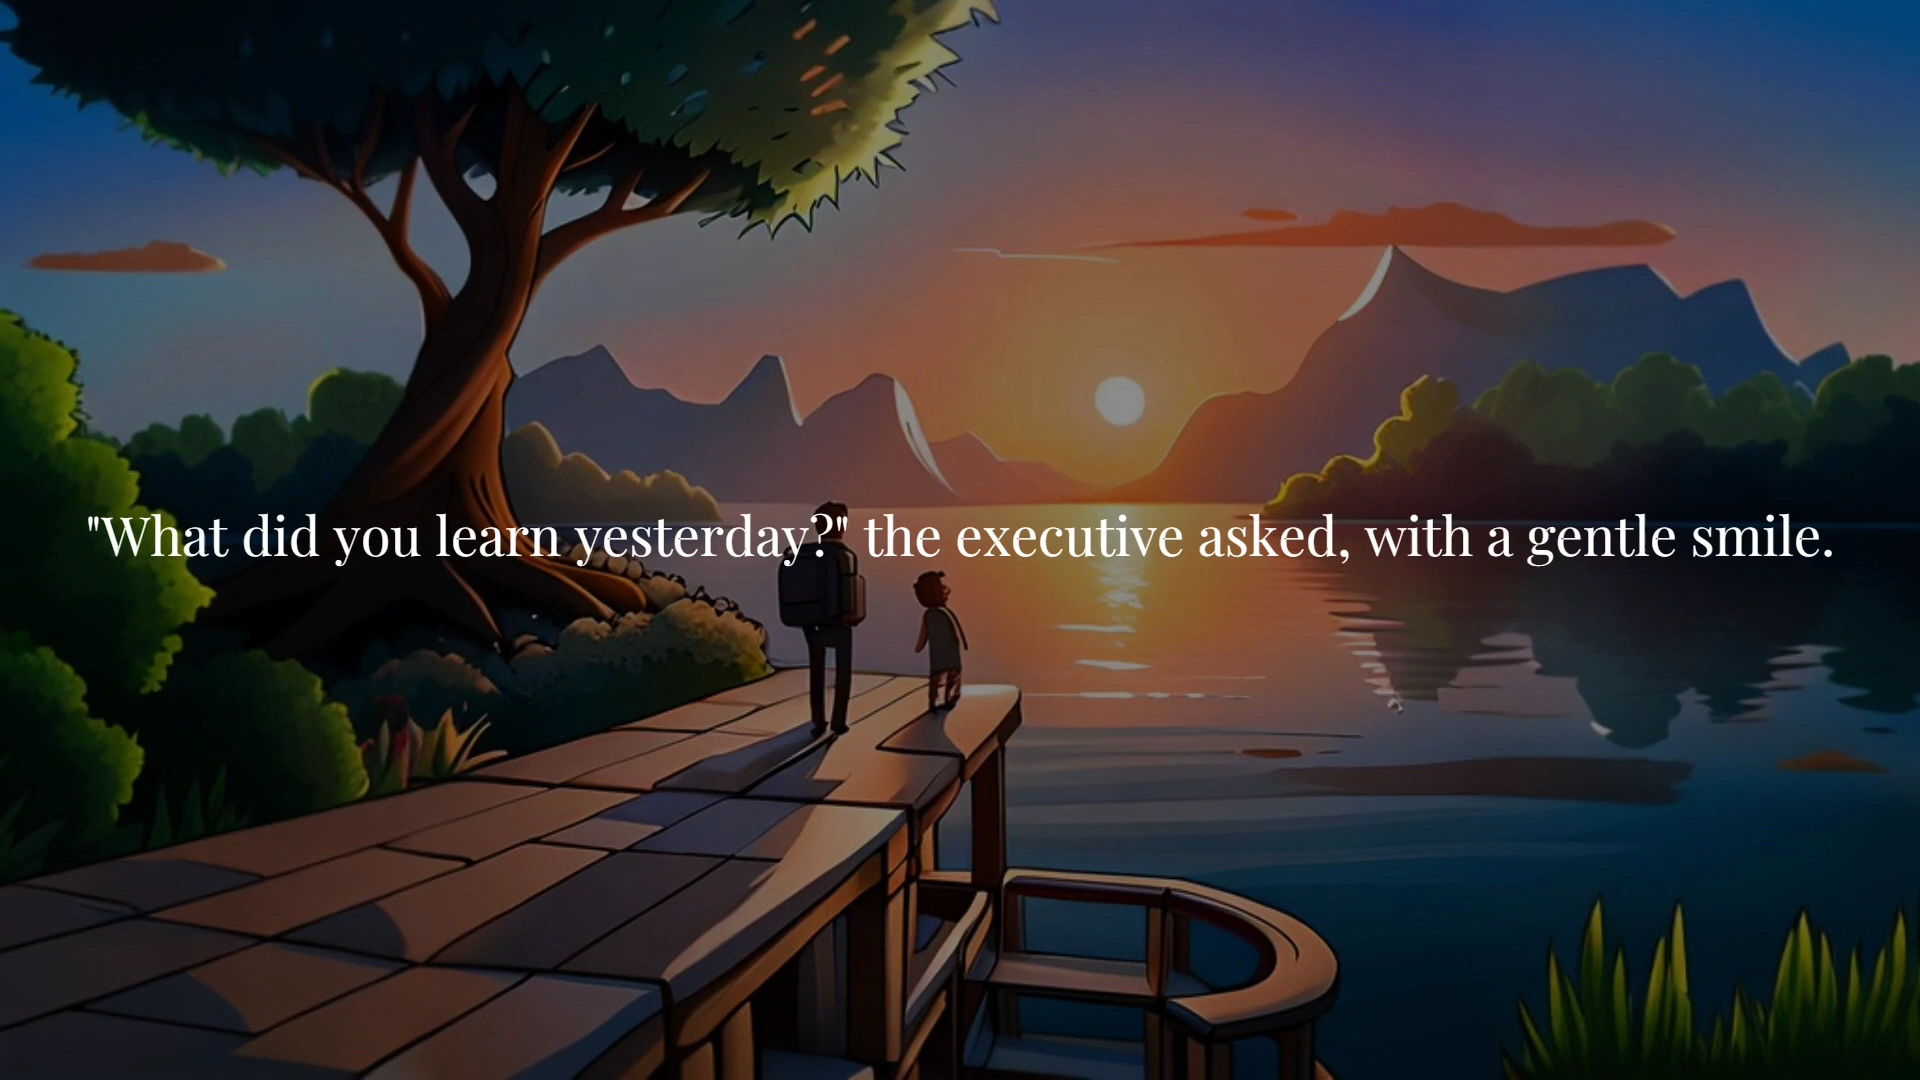 "What did you learn yesterday?" the executive asked, with a gentle smile.